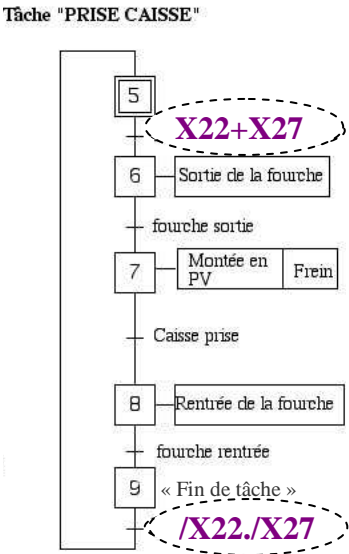 Tâche "PRISE CAISSE"
5
X22+X27
6 Sortie de la fourche
fourche sortie
7 Montée en PV Frein
Caisse prise
8 Rentrée de la fourche
fourche rentrée
9 « Fin de tâche »
/X22./X27